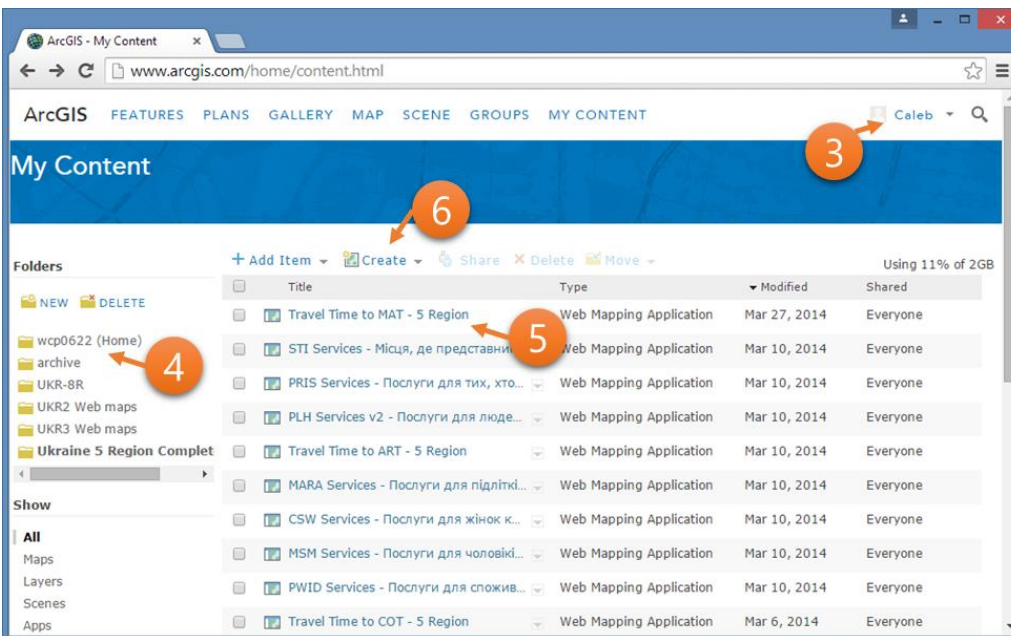 ArcGIS - My Content
www.arcgis.com/home/content.html
ArcGIS FEATURES PLANS GALLERY MAP SCENE GROUPS MY CONTENT Caleb
3
My Content
6
Folders
+ Add Item Create Share Delete Move
Using 11% of 2GB
NEW DELETE
Title Type Modified Shared
Travel Time to MAT - 5 Region Web Mapping Application Mar 27, 2014 Everyone
5
wcp0622 (Home)
4
STI Services - Місця, де представни Web Mapping Application Mar 10, 2014 Everyone
archive
UKR-8R
PRIS Services - Послуги для тих, хто... Web Mapping Application Mar 10, 2014 Everyone
UKR2 Web maps
PLH Services v2 - Послуги для люде... Web Mapping Application Mar 10, 2014 Everyone
UKR3 Web maps
Ukraine 5 Region Complet
Travel Time to ART - 5 Region Web Mapping Application Mar 10, 2014 Everyone
MARA Services - Послуги для підліткі... Web Mapping Application Mar 10, 2014 Everyone
Show
CSW Services - Послуги для жінок к... Web Mapping Application Mar 10, 2014 Everyone
All
Maps
MSM Services - Послуги для чоловікі... Web Mapping Application Mar 10, 2014 Everyone
Layers
PWID Services - Послуги для спожив... Web Mapping Application Mar 10, 2014 Everyone
Scenes
Apps
Travel Time to COT - 5 Region Web Mapping Application Mar 6, 2014 Everyone